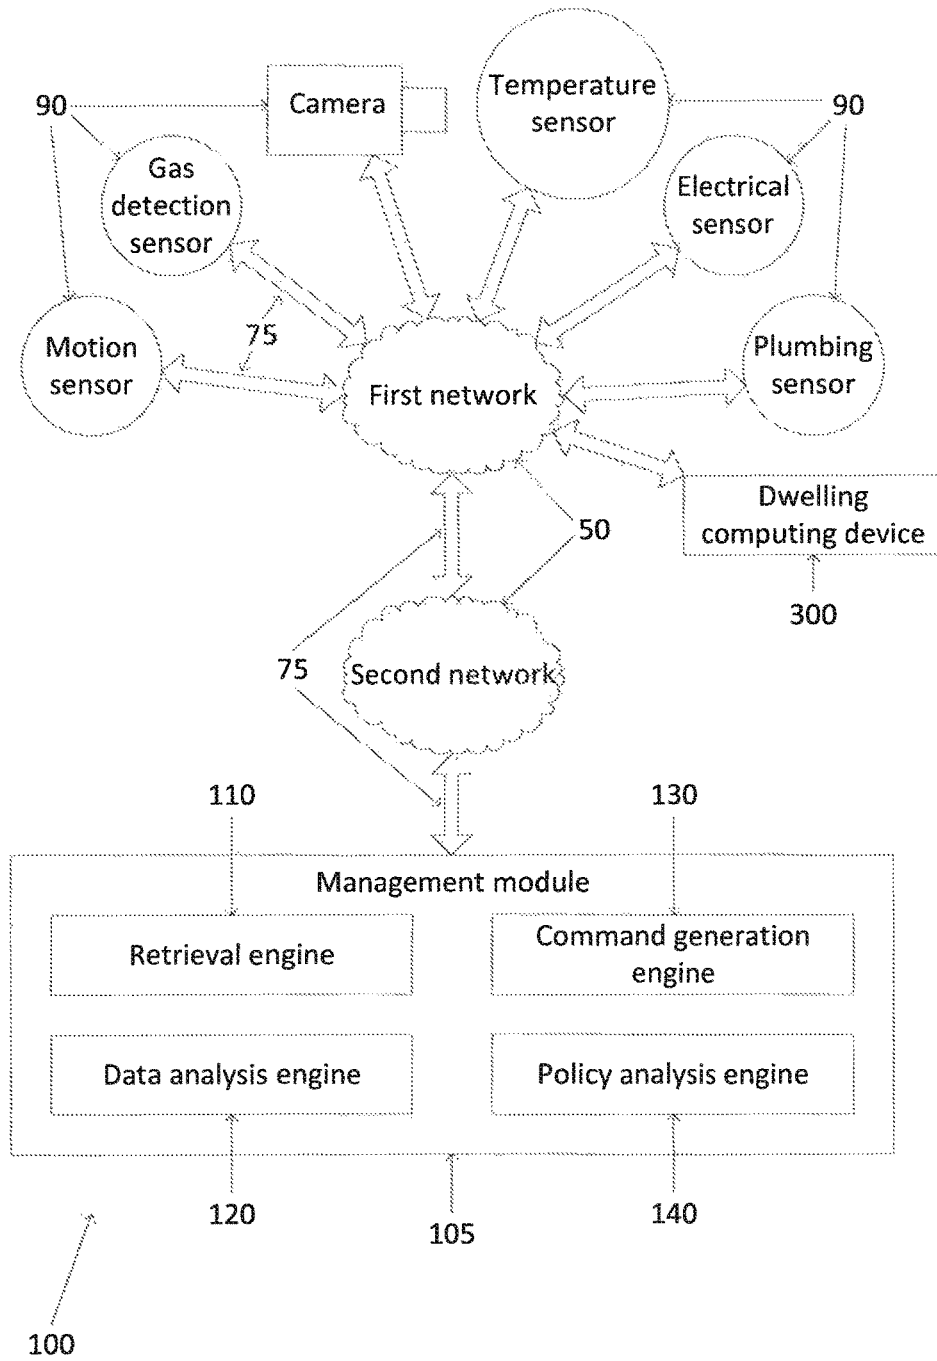 90
Camera
Temperature
sensor
90
Gas
detection
sensor
Electrical
sensor
75
Motion
sensor
First network
Plumbing
sensor
Dwelling
computing device
50
300
75
Second network
110
130
Management module
Retrieval engine
Command generation
engine
Data analysis engine
Policy analysis engine
120
105
140
100